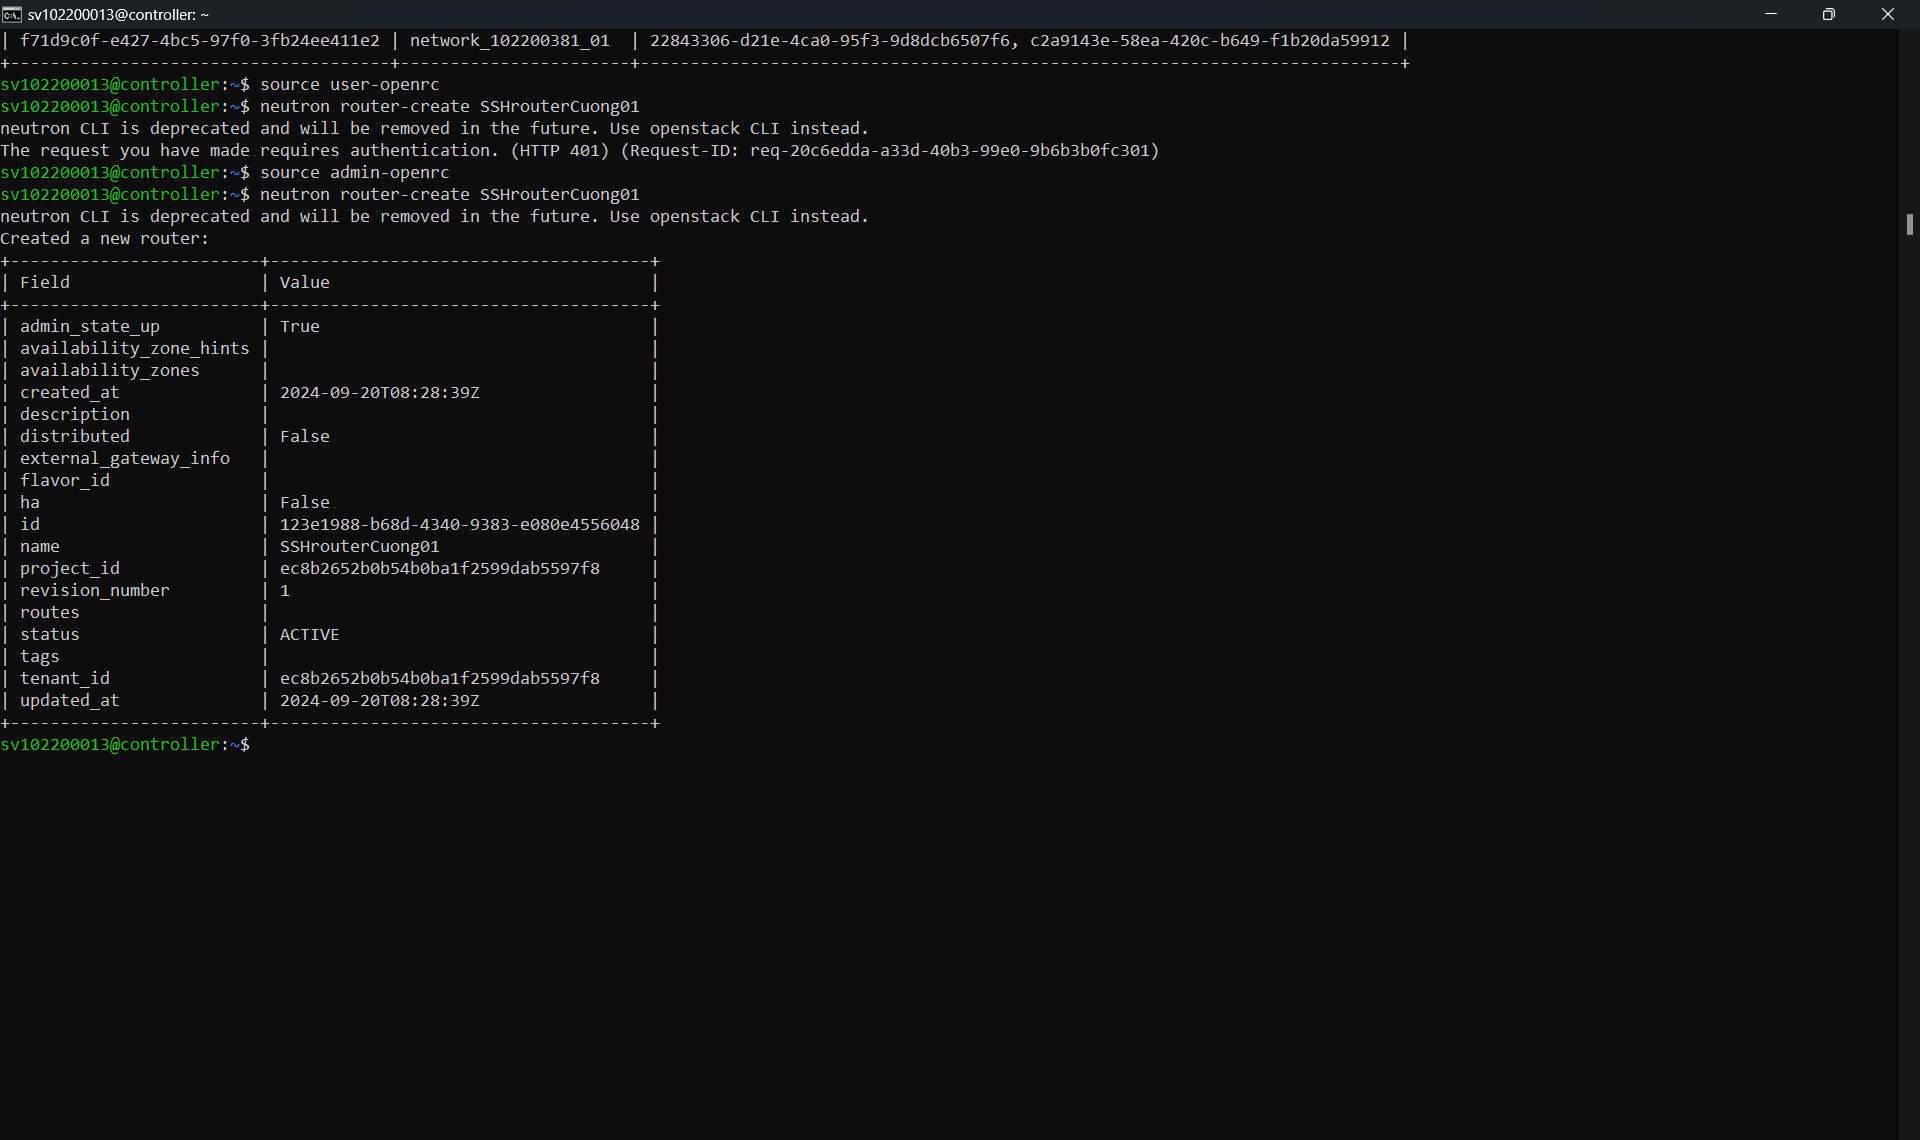 sv102200013@controller: ~
| f71d9c0f-e427-4bc5-97f0-3fb24ee411e2 | network_102200381_01 | 22843306-d21e-4ca0-95f3-9d8dcb6507f6, c2a9143e-58ea-420c-b649-f1b20da59912 |
+--------------------------------------+-----------------------+----------------------------------------------------------------------------+
sv102200013@controller:~$ source user-openrc
sv102200013@controller:~$ neutron router-create SSHrouterCuong01
neutron CLI is deprecated and will be removed in the future. Use openstack CLI instead.
The request you have made requires authentication. (HTTP 401) (Request-ID: req-20c6edda-a33d-40b3-99e0-9b6b3b0fc301)
sv102200013@controller:~$ source admin-openrc
sv102200013@controller:~$ neutron router-create SSHrouterCuong01
neutron CLI is deprecated and will be removed in the future. Use openstack CLI instead.
Created a new router:
+-------------------------+--------------------------------------+
| Field                   | Value                                |
+-------------------------+--------------------------------------+
| admin_state_up          | True                                 |
| availability_zone_hints |                                      |
| availability_zones      |                                      |
| created_at              | 2024-09-20T08:28:39Z                 |
| description             |                                      |
| distributed             | False                                |
| external_gateway_info   |                                      |
| flavor_id               |                                      |
| ha                      | False                                |
| id                      | 123e1988-b68d-4340-9383-e080e4556048 |
| name                    | SSHrouterCuong01                     |
| project_id              | ec8b2652b0b54b0ba1f2599dab5597f8     |
| revision_number         | 1                                    |
| routes                  |                                      |
| status                  | ACTIVE                               |
| tags                    |                                      |
| tenant_id               | ec8b2652b0b54b0ba1f2599dab5597f8     |
| updated_at              | 2024-09-20T08:28:39Z                 |
+-------------------------+--------------------------------------+
sv102200013@controller:~$